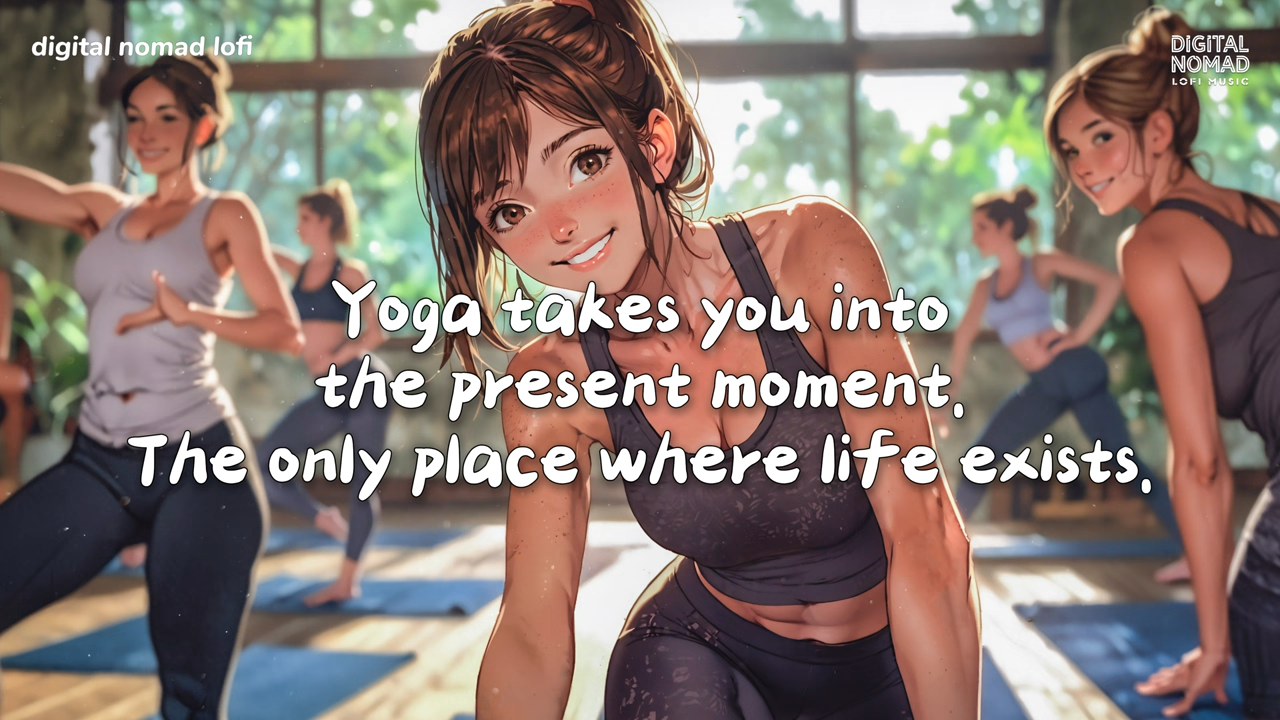 digital nomad lofi
DIGITAL
NOMAD
LOFI MUSIC
Yoga takes you into
the present moment.
The only place where life exists.